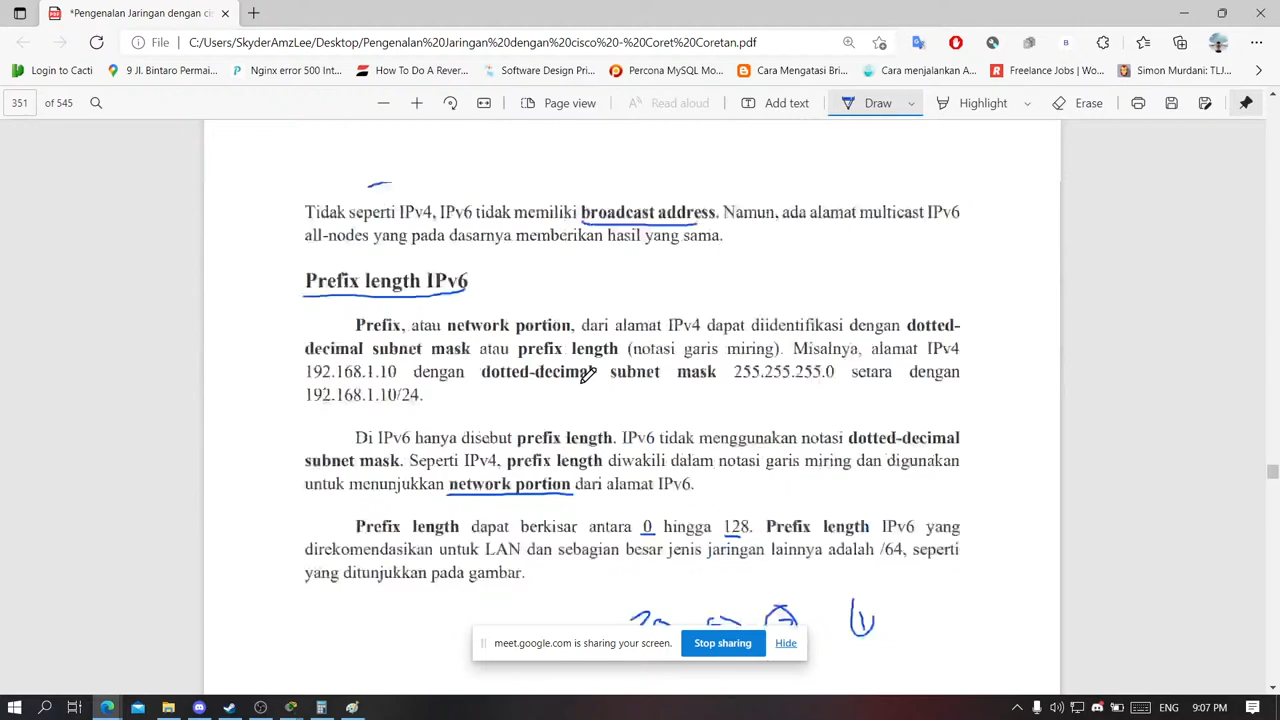 *Pengenalan Jaringan dengan cis
File
C:/Users/SkyderAmzLee/Desktop/Pengenalan%20Jaringan%20dengan%20cisco%20-%20Coret%20Coretan.pdf
Login to Cacti
9 Jl. Bintaro Permai...
Nginx error 500 Int...
How To Do A Rever...
Software Design Pri...
Percona MySQL Mo...
Cara Mengatasi Bri...
Cara menjalankan A...
Freelance Jobs | Wo...
Simon Murdani: TLJ...
351 of 545
Page view
Read aloud
Add text
Draw
Highlight
Erase
Tidak seperti IPv4, IPv6 tidak memiliki broadcast address. Namun, ada alamat multicast IPv6
all-nodes yang pada dasarnya memberikan hasil yang sama.
Prefix length IPv6
Prefix, atau network portion, dari alamat IPv4 dapat diidentifikasi dengan dotted-
decimal subnet mask atau prefix length (notasi garis miring). Misalnya, alamat IPv4
192.168.1.10 dengan dotted-decimal subnet mask 255.255.255.0 setara dengan
192.168.1.10/24.
Di IPv6 hanya disebut prefix length. IPv6 tidak menggunakan notasi dotted-decimal
subnet mask. Seperti IPv4, prefix length diwakili dalam notasi garis miring dan digunakan
untuk menunjukkan network portion dari alamat IPv6.
Prefix length dapat berkisar antara 0 hingga 128. Prefix length IPv6 yang
direkomendasikan untuk LAN dan sebagian besar jenis jaringan lainnya adalah /64, seperti
yang ditunjukkan pada gambar.
meet.google.com is sharing your screen.
Stop sharing
Hide
9:07 PM